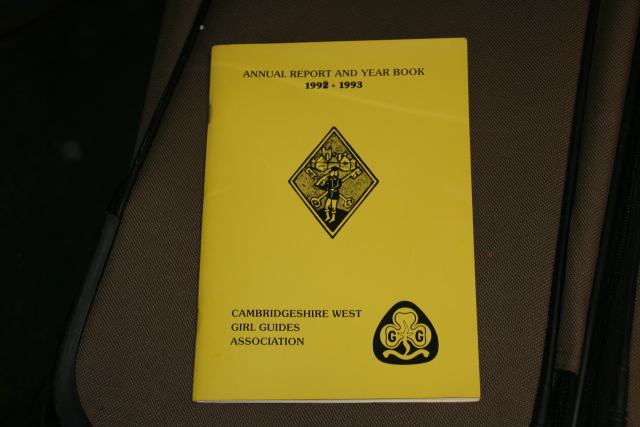 ANNUAL REPORT AND YEAR BOOK
1992 - 1993
CAMBRIDGESHIRE WEST
GIRL GUIDES
ASSOCIATION
G G